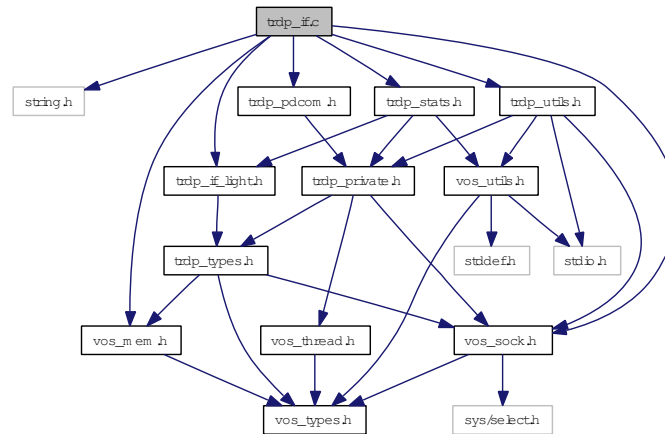 trdp_if.c
string.h
trdp_pdcom.h
trdp_stats.h
trdp_utils.h
trdp_if_light.h
trdp_private.h
vos_utils.h
trdp_types.h
stddef.h
stdio.h
vos_mem.h
vos_thread.h
vos_sock.h
vos_types.h
sys/select.h